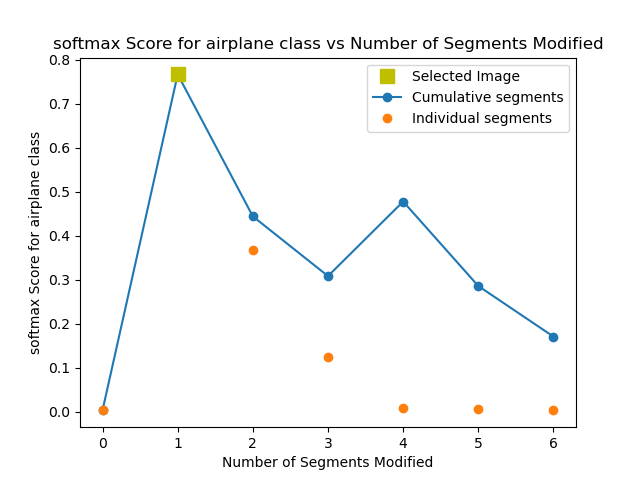 softmax Score for airplane class vs Number of Segments Modified
Selected Image
Cumulative segments
Individual segments
softmax Score for airplane class
0.8
0.7
0.6
0.5
0.4
0.3
0.2
0.1
0.0
0 1 2 3 4 5 6
Number of Segments Modified